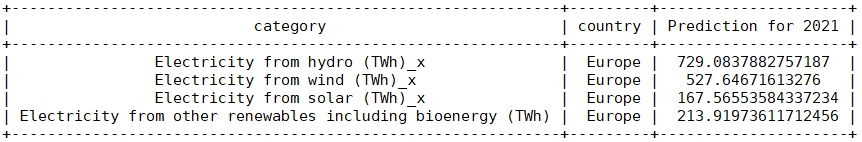 +-------------------------------------------------------------+---------+---------------------+
| category | country | Prediction for 2021 |
+-------------------------------------------------------------+---------+---------------------+
| Electricity from hydro (TWh)_x | Europe | 729.0837882757187 |
| Electricity from wind (TWh)_x | Europe | 527.64671613276 |
| Electricity from solar (TWh)_x | Europe | 167.56553584337234 |
| Electricity from other renewables including bioenergy (TWh) | Europe | 213.91973611712456 |
+-------------------------------------------------------------+---------+---------------------+